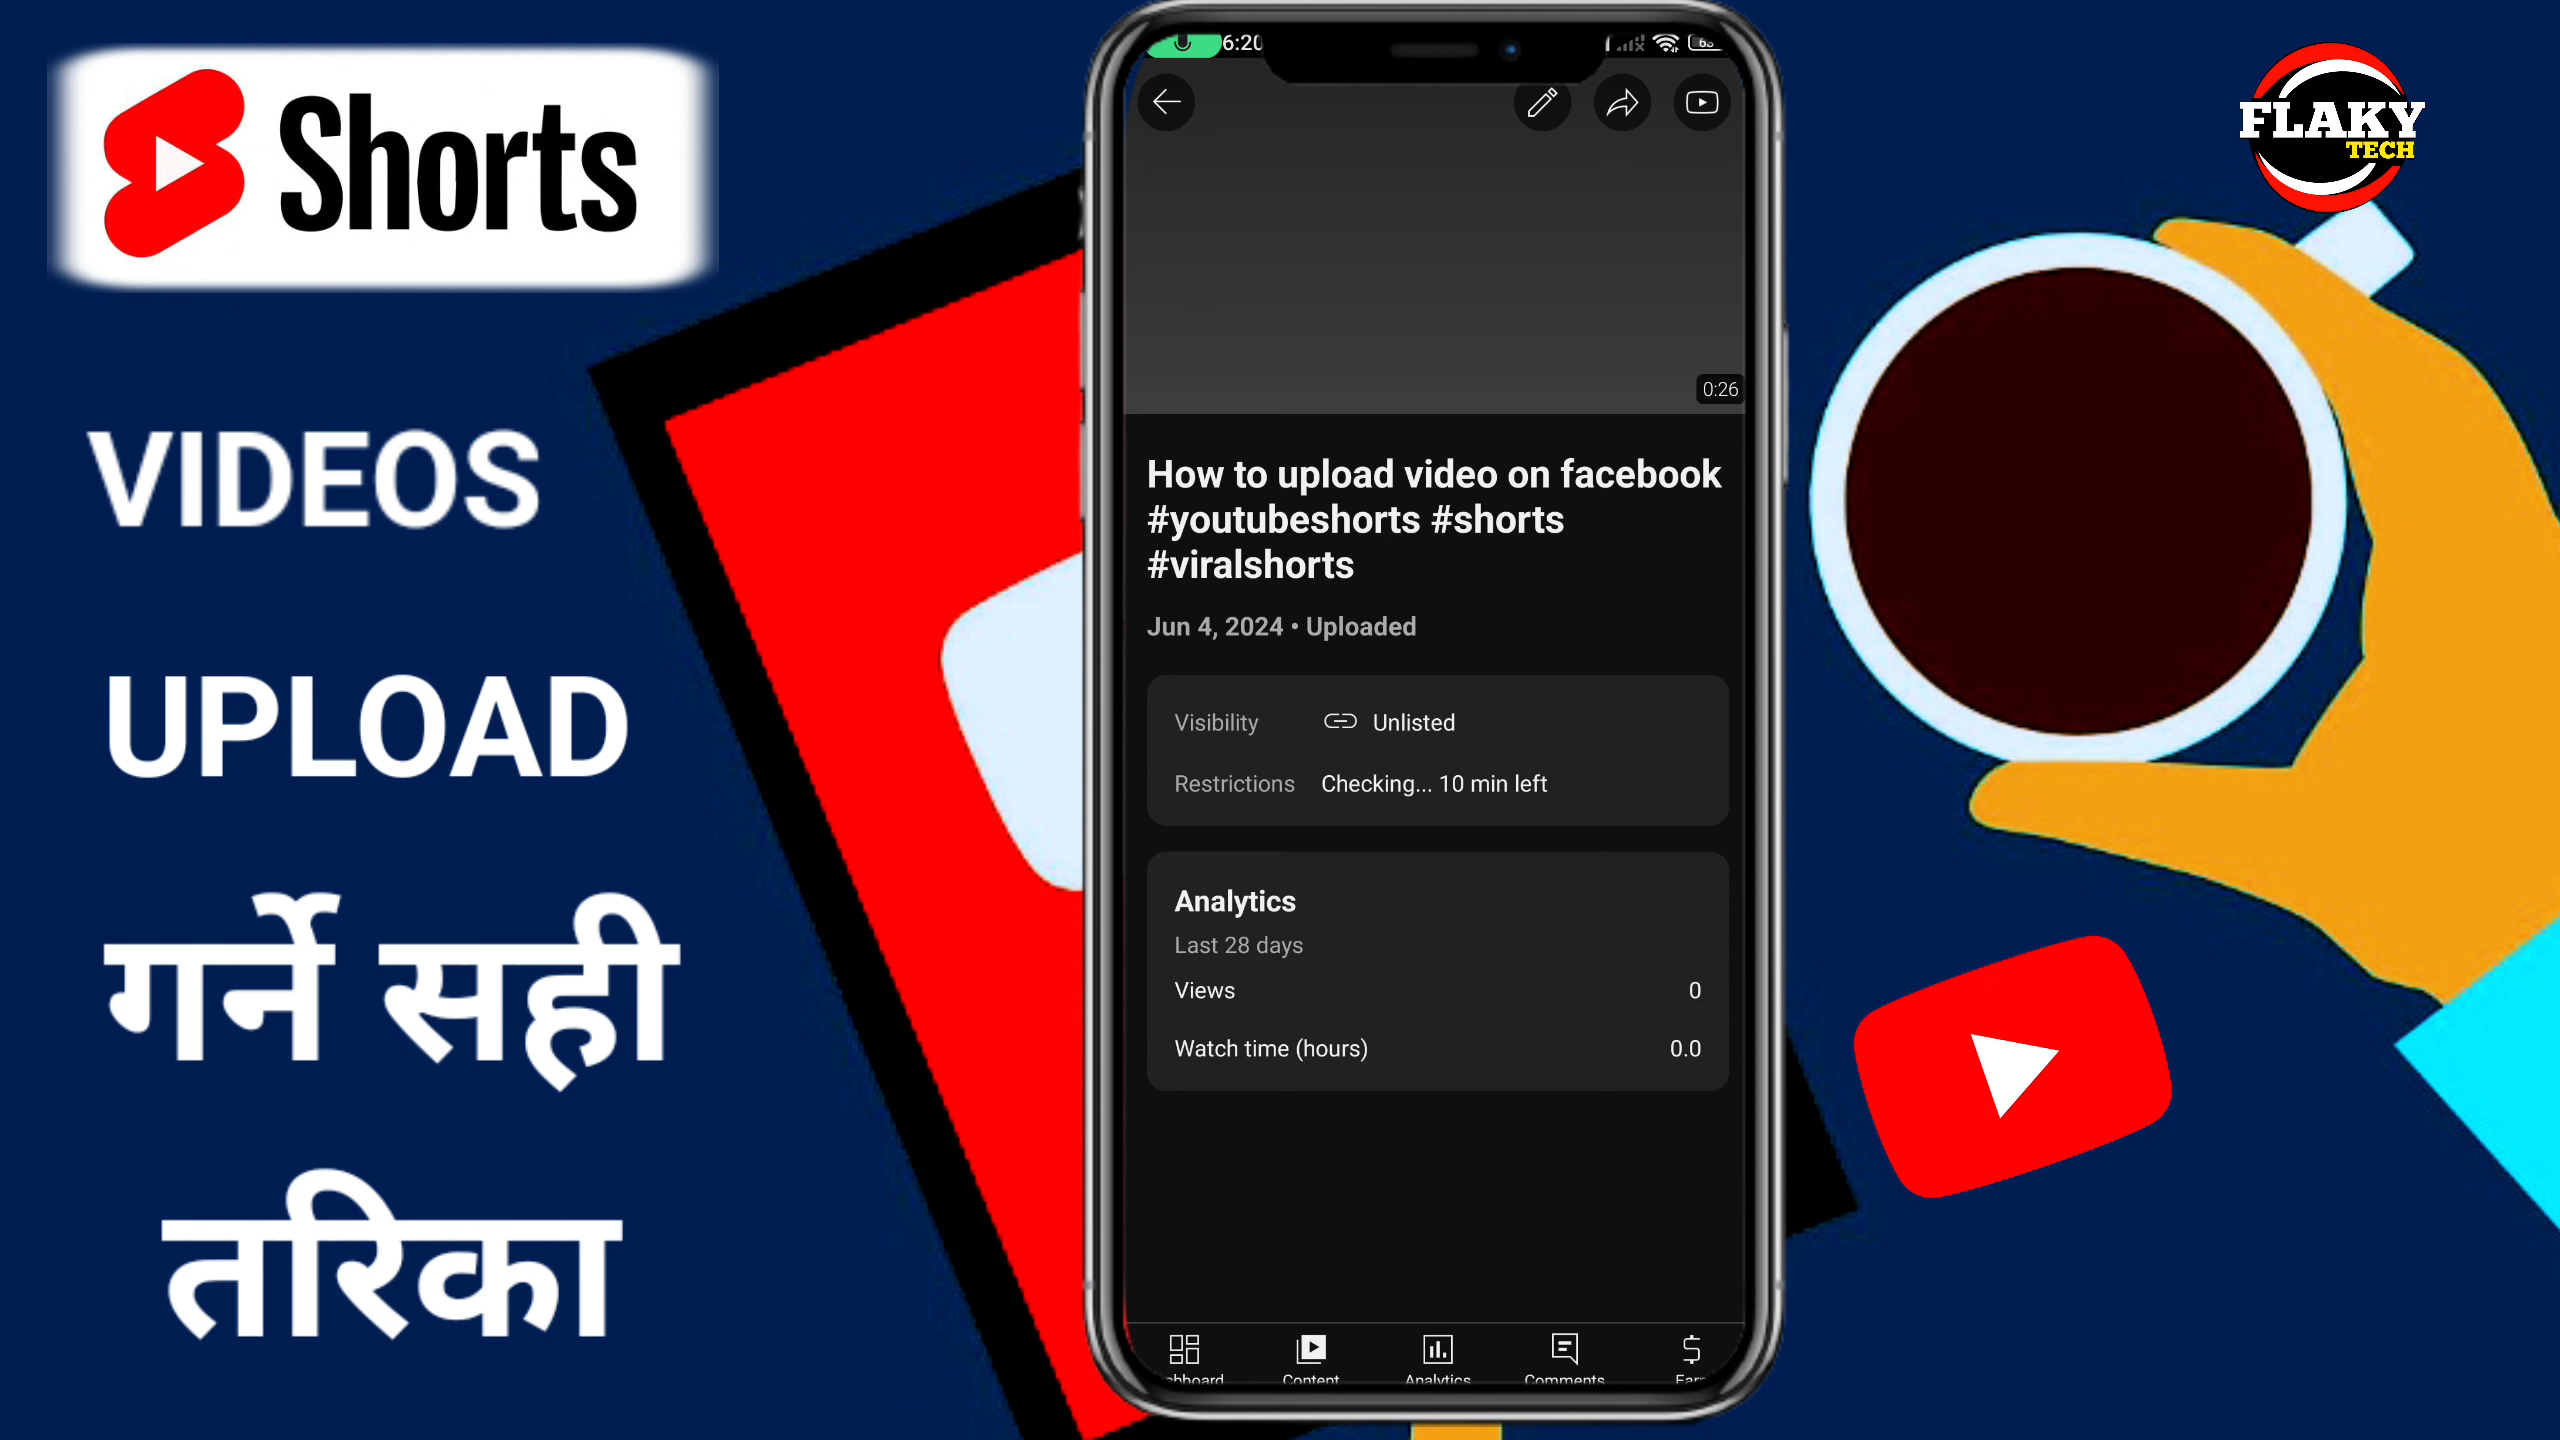 Shorts
VIDEOS
UPLOAD
गर्ने सही
तरिका
6:20
63
0:26
How to upload video on facebook
#youtubeshorts #shorts
#viralshorts
Jun 4, 2024 • Uploaded
Visibility Unlisted
Restrictions Checking... 10 min left
Analytics
Last 28 days
Views 0
Watch time (hours) 0.0
Content Analytics Comments
FLAKY
TECH